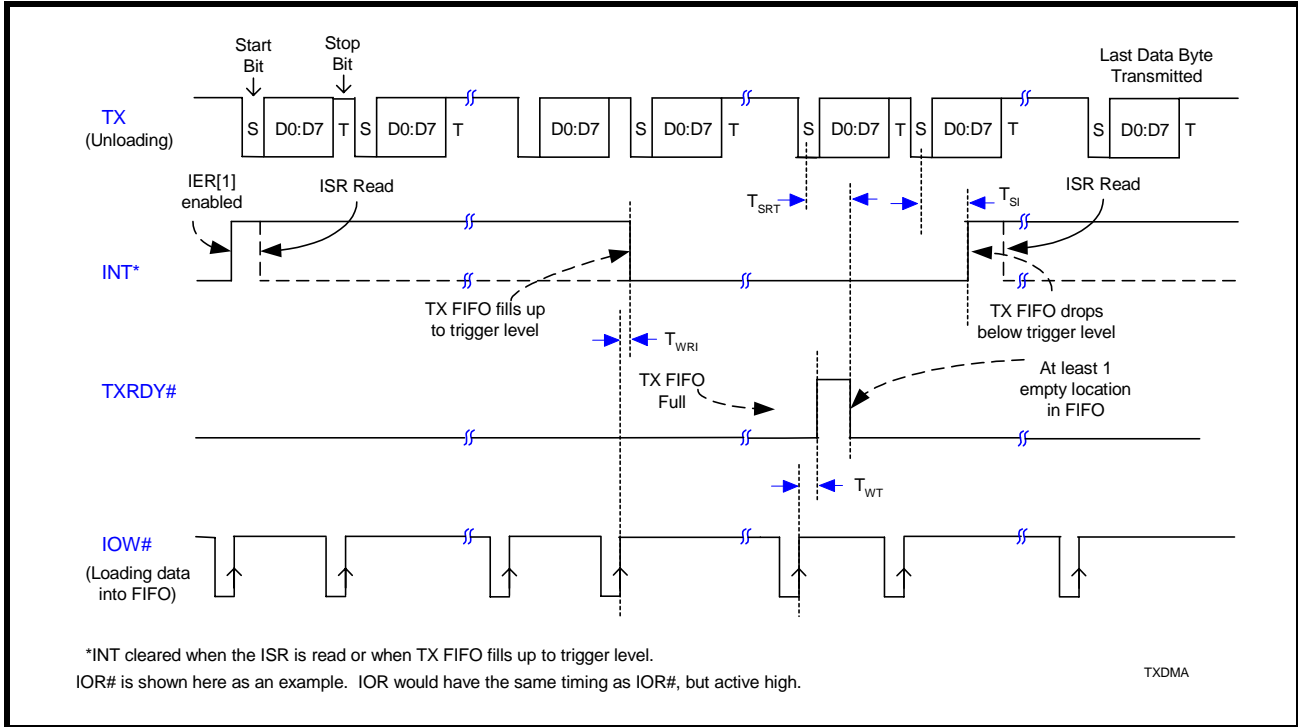 Start
Bit
Stop
Bit
Last Data Byte
Transmitted
TX
(Unloading)
S D0:D7 T S D0:D7 T D0:D7 S D0:D7 T S D0:D7 T S D0:D7 T S D0:D7 T
IER[1]
enabled
ISR Read
TSRT
TSI
ISR Read
INT*
TX FIFO fills up
to trigger level
TX FIFO drops
below trigger level
TWRI
TXRDY#
TX FIFO
Full
At least 1
empty location
in FIFO
TWT
IOW#
(Loading data
into FIFO)
*INT cleared when the ISR is read or when TX FIFO fills up to trigger level.
IOR# is shown here as an example. IOR would have the same timing as IOR#, but active high.
TXDMA